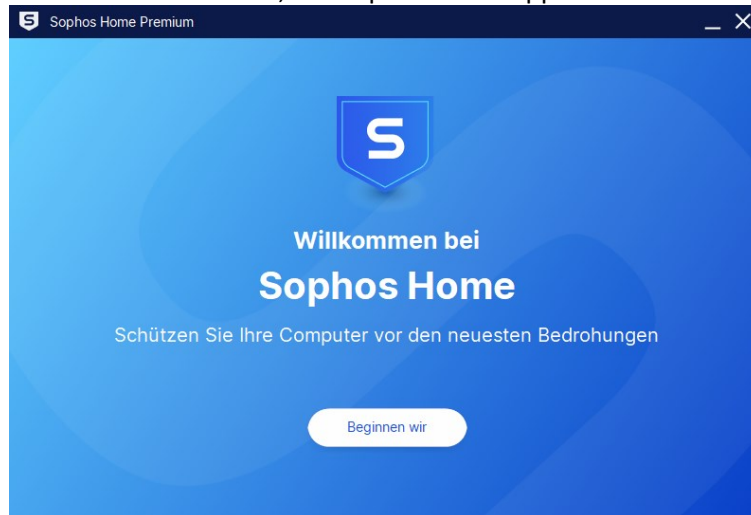 Sophos Home Premium
S
Willkommen bei
Sophos Home
Schützen Sie Ihre Computer vor den neuesten Bedrohungen
Beginnen wir